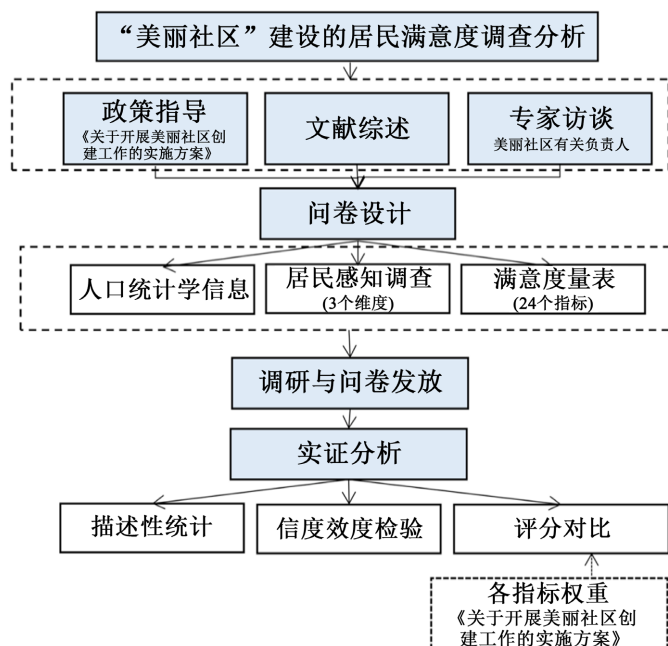 “美丽社区”建设的居民满意度调查分析
政策指导
《关于开展美丽社区创
建工作的实施方案》
文献综述
专家访谈
美丽社区有关负责人
问卷设计
人口统计学信息
居民感知调查
(3个维度)
满意度量表
(24个指标)
调研与问卷发放
实证分析
描述性统计
信度效度检验
评分对比
各指标权重
《关于开展美丽社区创
建工作的实施方案》